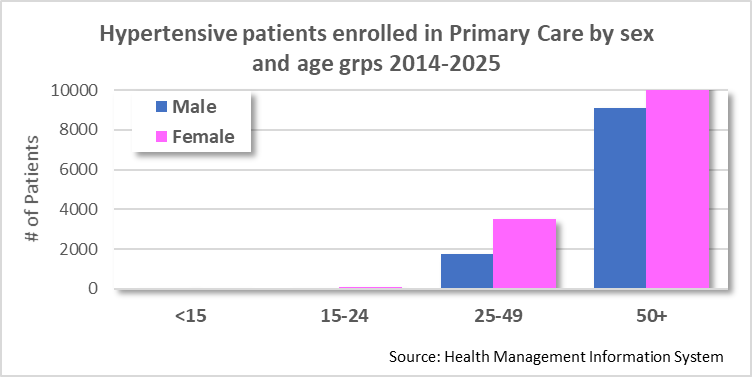 Hypertensive patients enrolled in Primary Care by sex
and age grps 2014-2025
# of Patients
10000
8000
6000
4000
2000
0
Male
Female
<15
15-24
25-49
50+
Source: Health Management Information System